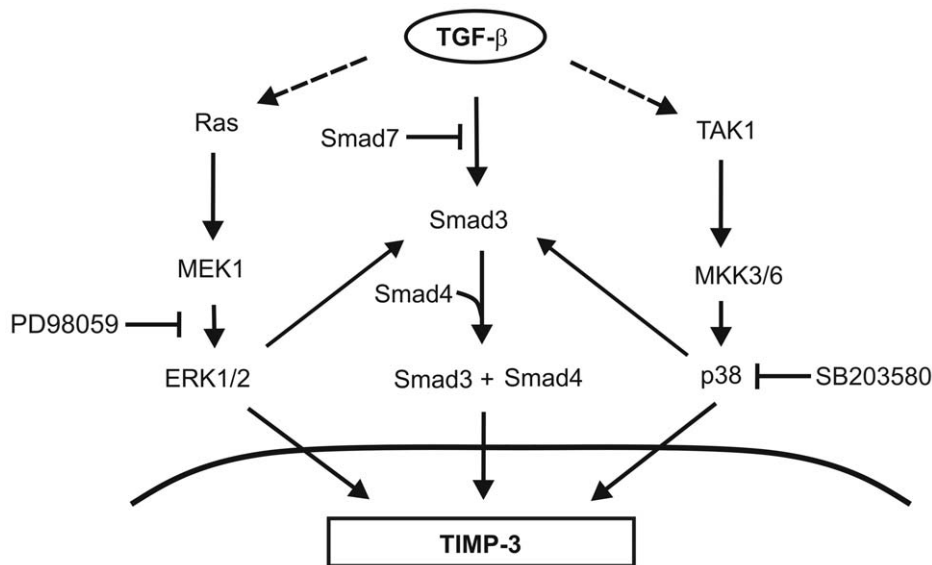 TGF-β
Ras
Smad7
TAK1
Smad3
MEK1
Smad4
MKK3/6
PD98059
ERK1/2
Smad3 + Smad4
p38
SB203580
TIMP-3